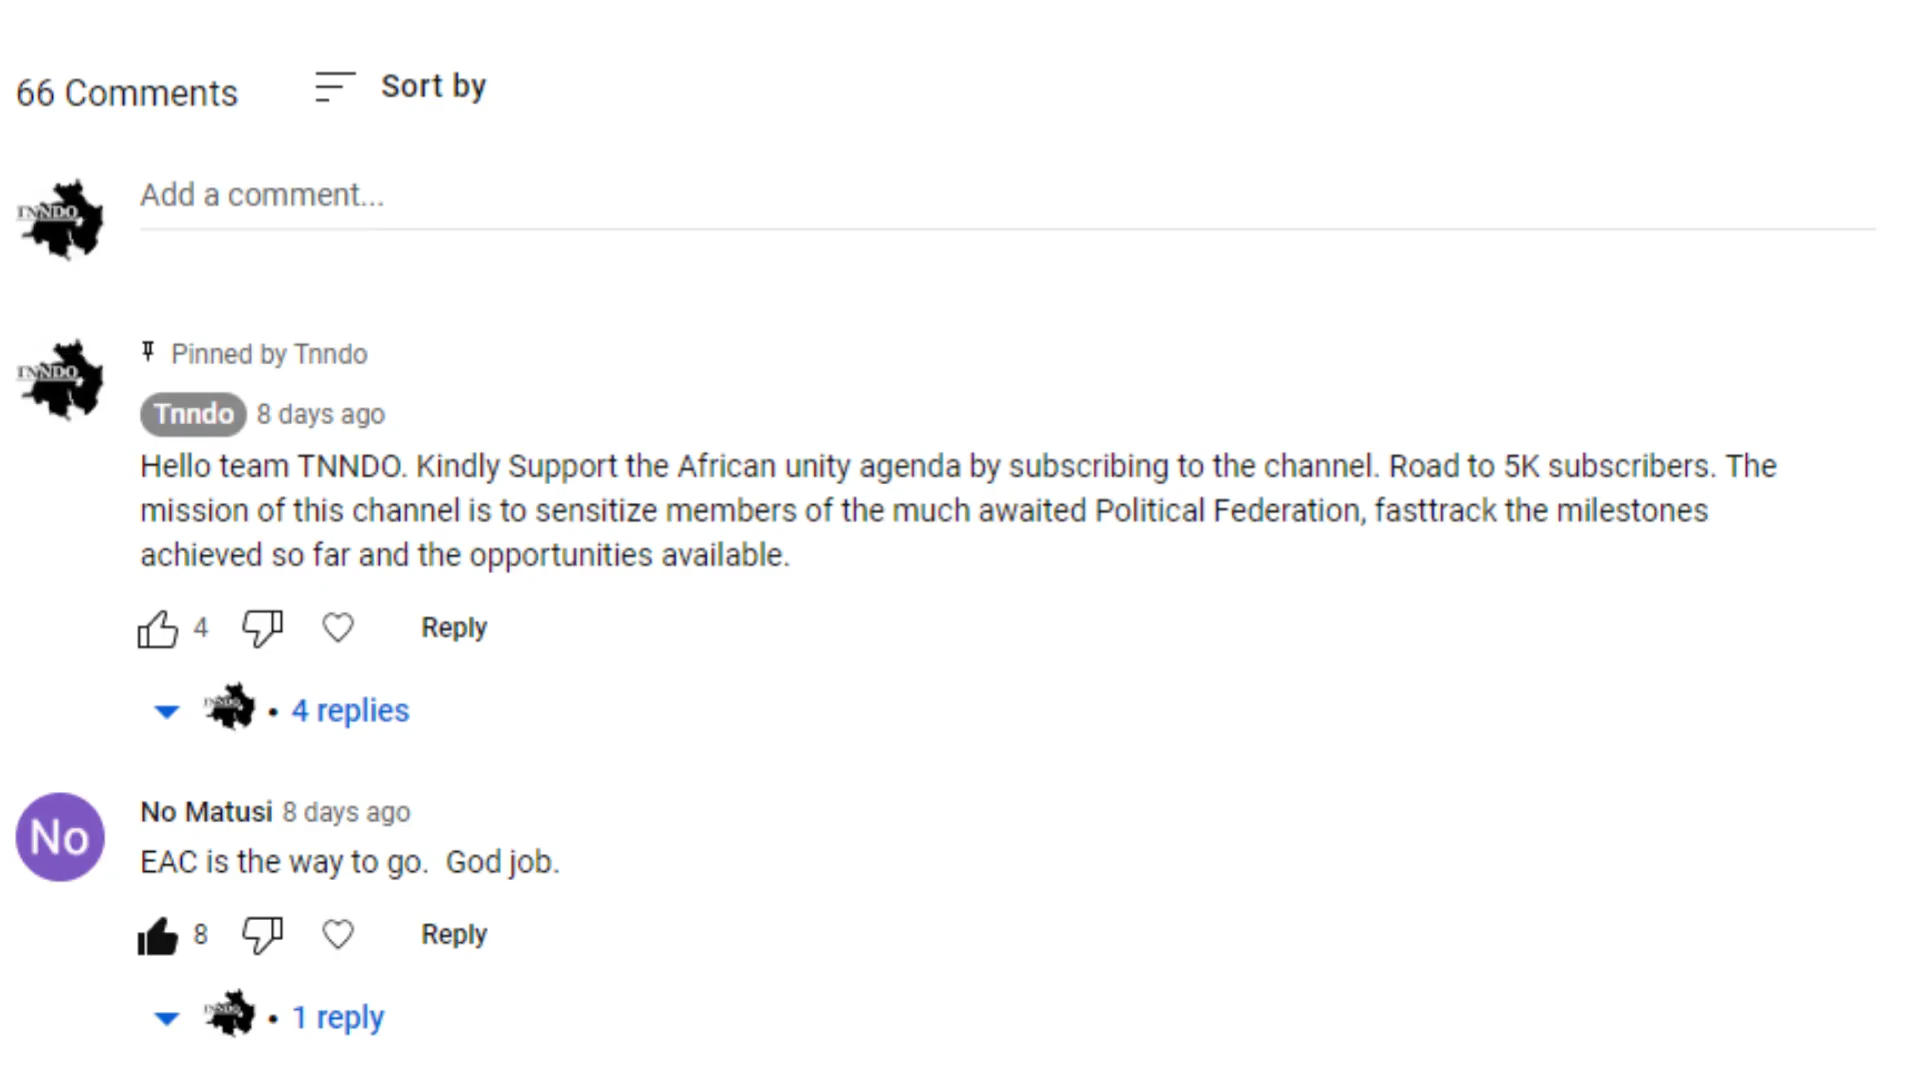 66 Comments
Sort by
TNNDO
Add a comment...
TNNDO
Pinned by Tnndo
Tnndo 8 days ago
Hello team TNNDO. Kindly Support the African unity agenda by subscribing to the channel. Road to 5K subscribers. The
mission of this channel is to sensitize members of the much awaited Political Federation, fasttrack the milestones
achieved so far and the opportunities available.
4 Reply
TNNDO • 4 replies
No
No Matusi 8 days ago
EAC is the way to go.  God job.
8 Reply
TNNDO • 1 reply